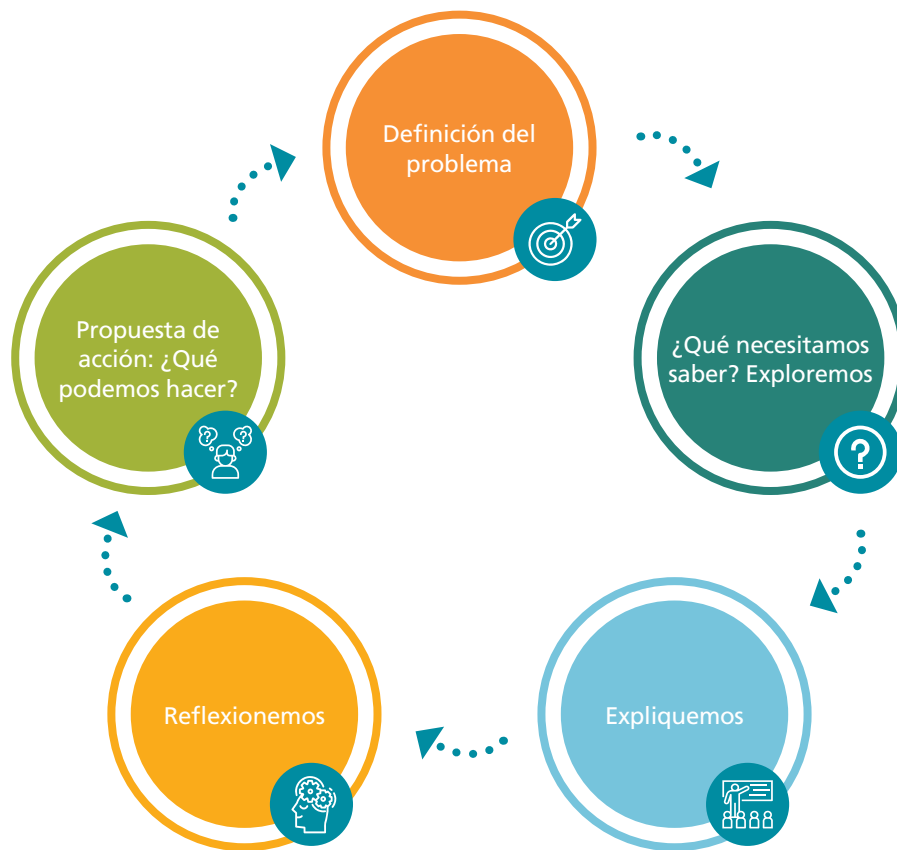 Definición del
problema
¿Qué necesitamos
saber? Exploremos
Expliquemos
Reflexionemos
Propuesta de
acción: ¿Qué
podemos hacer?